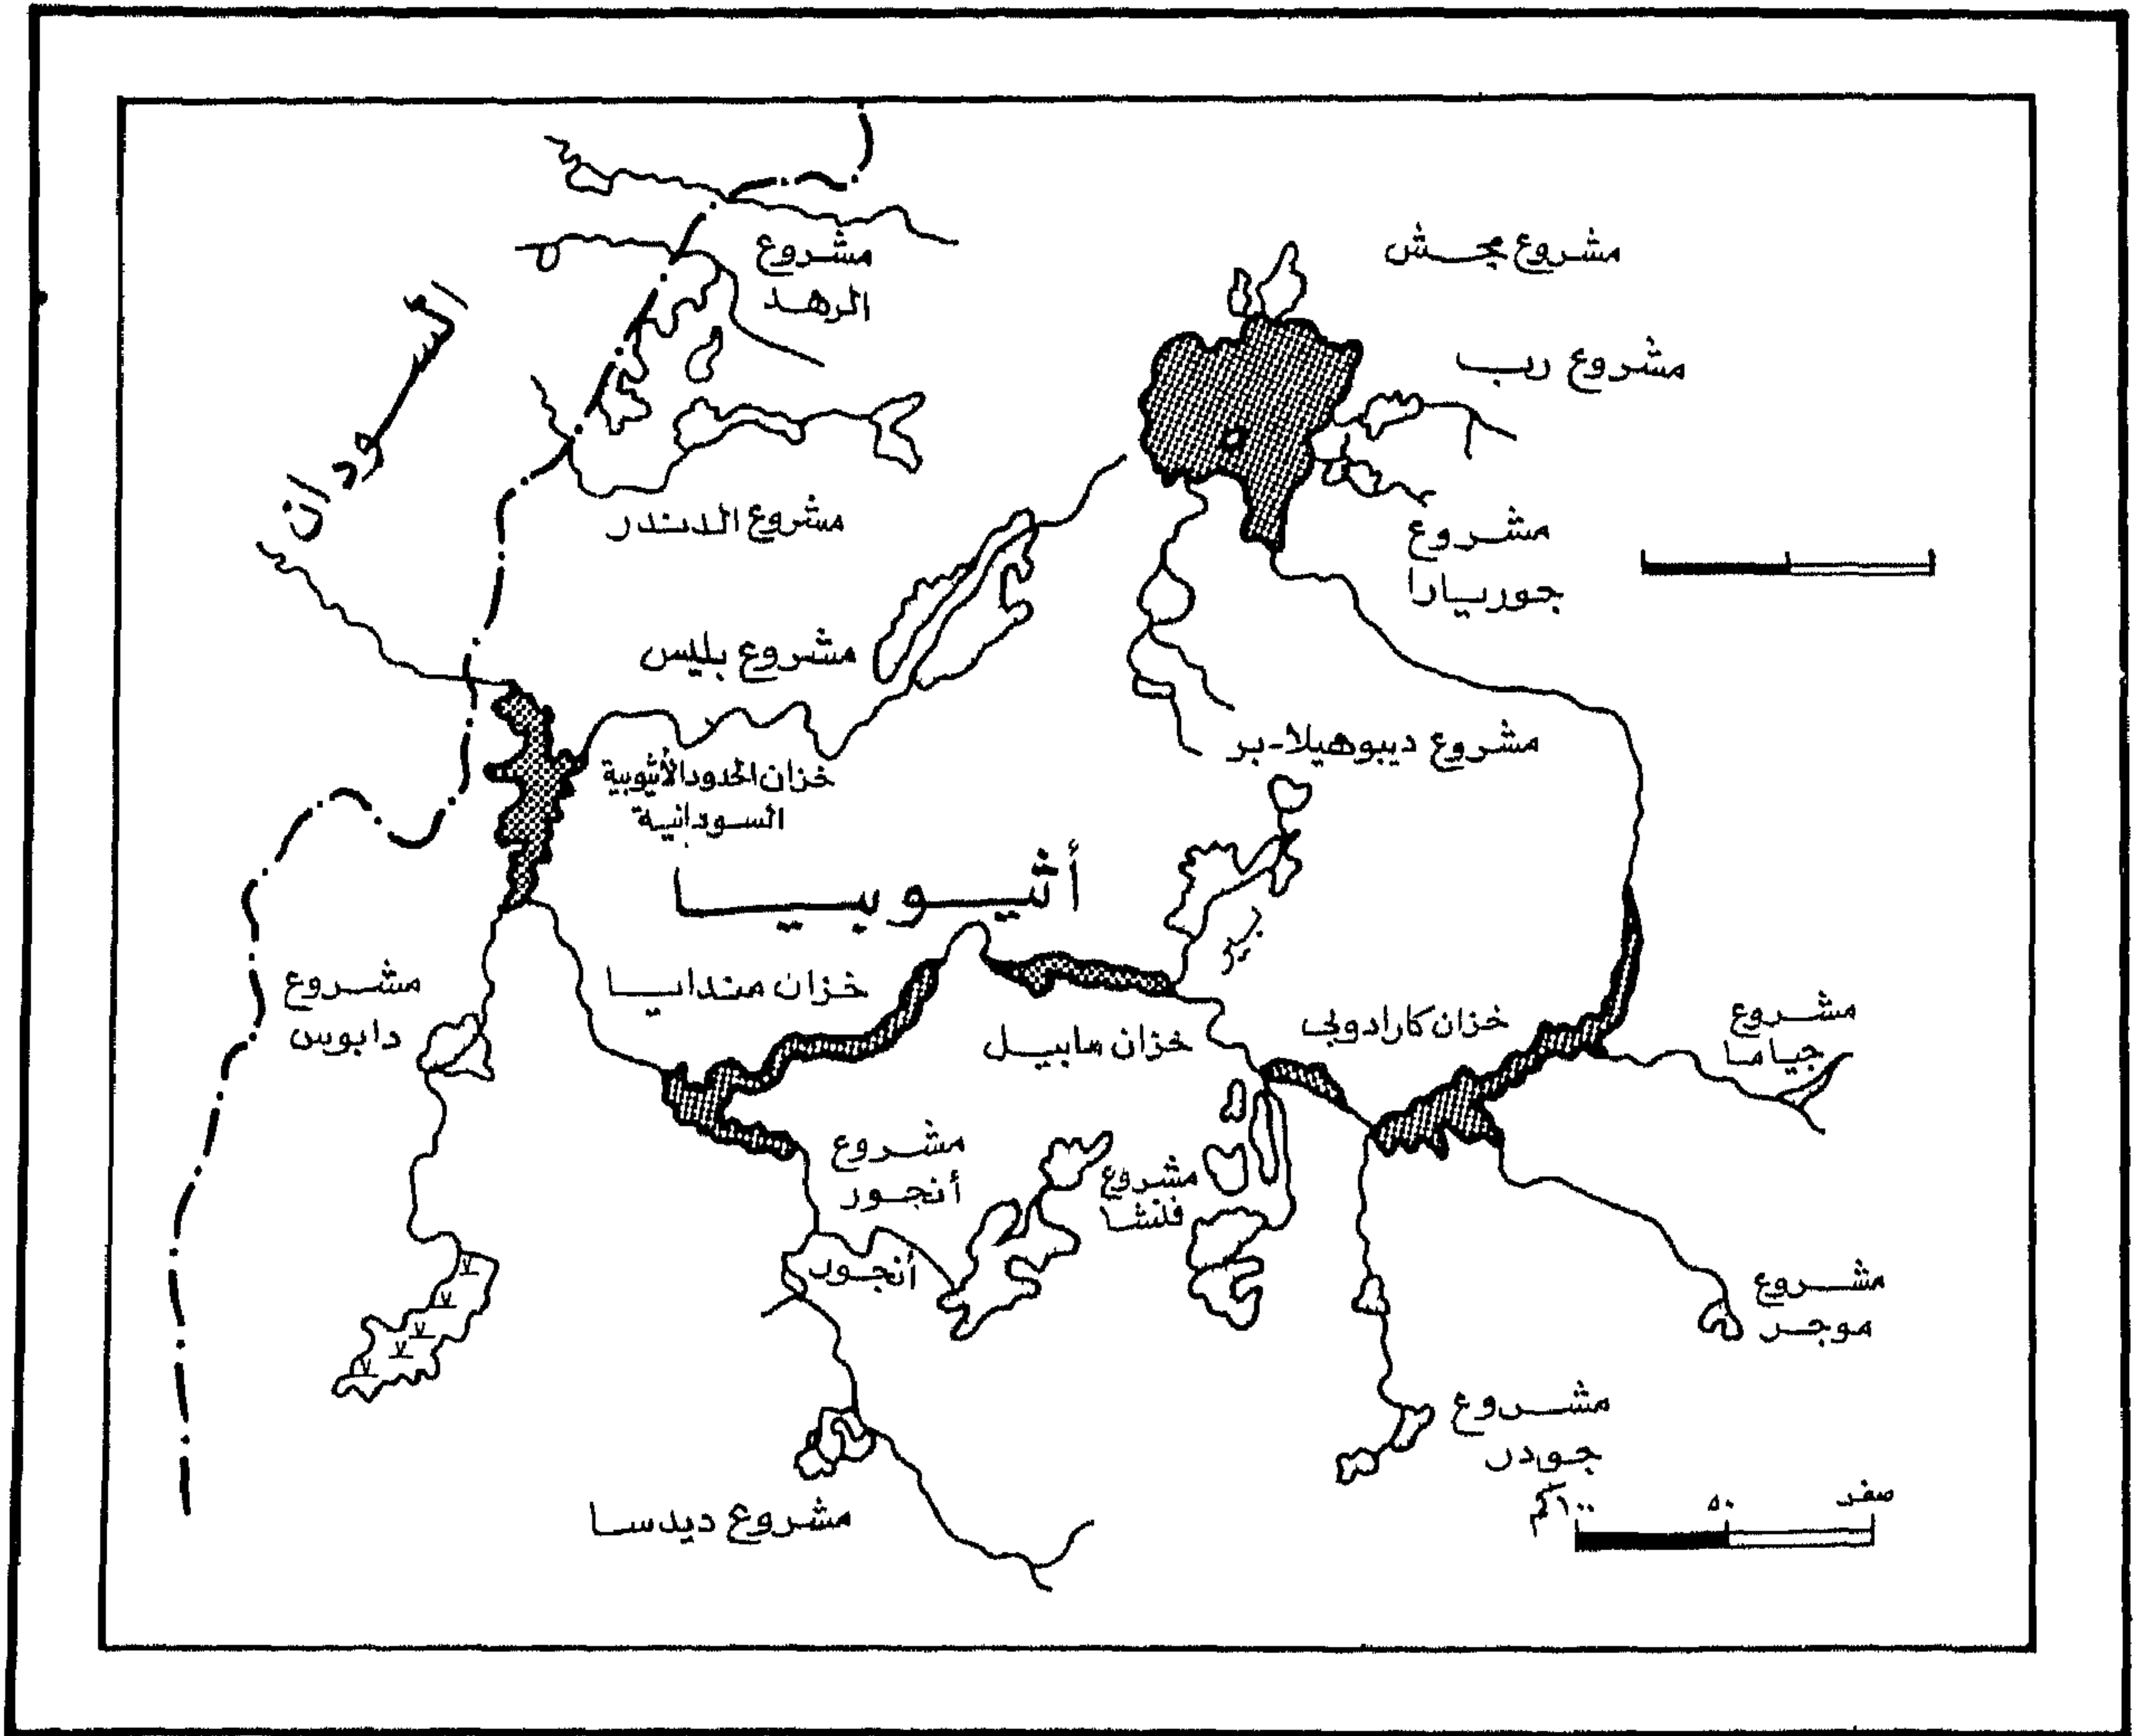 مشروع مجش
مشروع
الرهد
مشروع رب
السودان
مشروع الدندر
مشروع
جوريارا
مشروع بليس
مشروع ديبوهيلا-بر
خزان الحدود الأثيوبية
السودانية
أثيوبيا
مشروع
دابوس
خزان مندايا
خزان مابيل
خزان كارادوبي
مشروع
جياما
مشروع
أنجور
مشروع
فنشا
أنجور
مشروع
موجر
مشروع
جودر
مشروع ديدسا
صفر ٥٠ ١٠٠كم